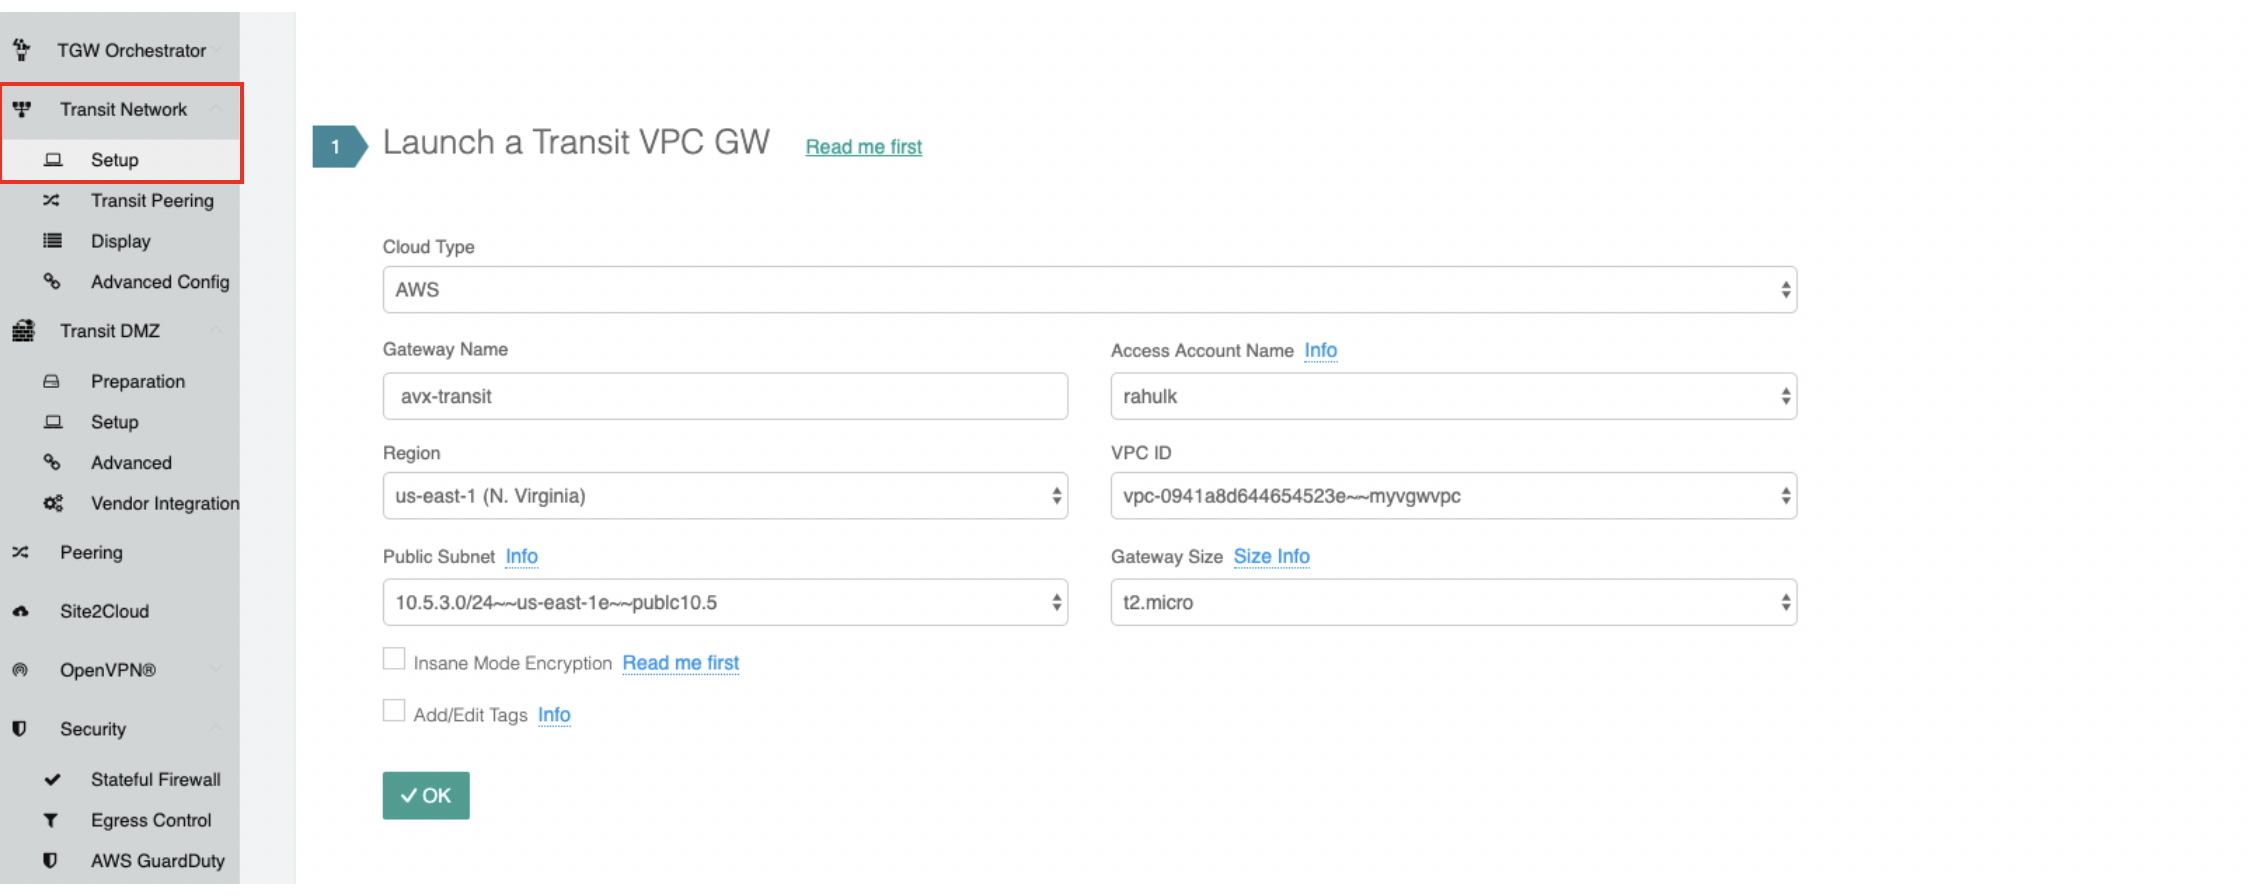 TGW Orchestrator
Transit Network
Setup
Transit Peering
Display
Advanced Config
Transit DMZ
Preparation
Setup
Advanced
Vendor Integration
Peering
Site2Cloud
OpenVPN®
Security
Stateful Firewall
Egress Control
AWS GuardDuty
1 Launch a Transit VPC GW Read me first
Cloud Type
AWS
Gateway Name
avx-transit
Access Account Name Info
rahulk
Region
us-east-1 (N. Virginia)
VPC ID
vpc-0941a8d644654523e~~myvgwvpc
Public Subnet Info
10.5.3.0/24~~us-east-1e~~publc10.5
Gateway Size Size Info
t2.micro
Insane Mode Encryption Read me first
Add/Edit Tags Info
OK